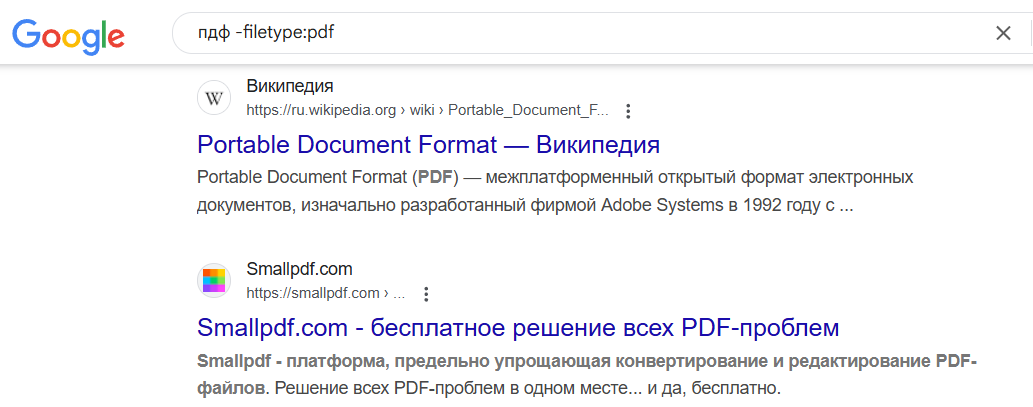 Google
пдф -filetype:pdf
W
Википедия
https://ru.wikipedia.org › wiki › Portable_Document_F...
Portable Document Format — Википедия
Portable Document Format (PDF) — межплатформенный открытый формат электронных
документов, изначально разработанный фирмой Adobe Systems в 1992 году с ...
Smallpdf.com
https://smallpdf.com › ...
Smallpdf.com - бесплатное решение всех PDF-проблем
Smallpdf - платформа, предельно упрощающая конвертирование и редактирование PDF-
файлов. Решение всех PDF-проблем в одном месте... и да, бесплатно.